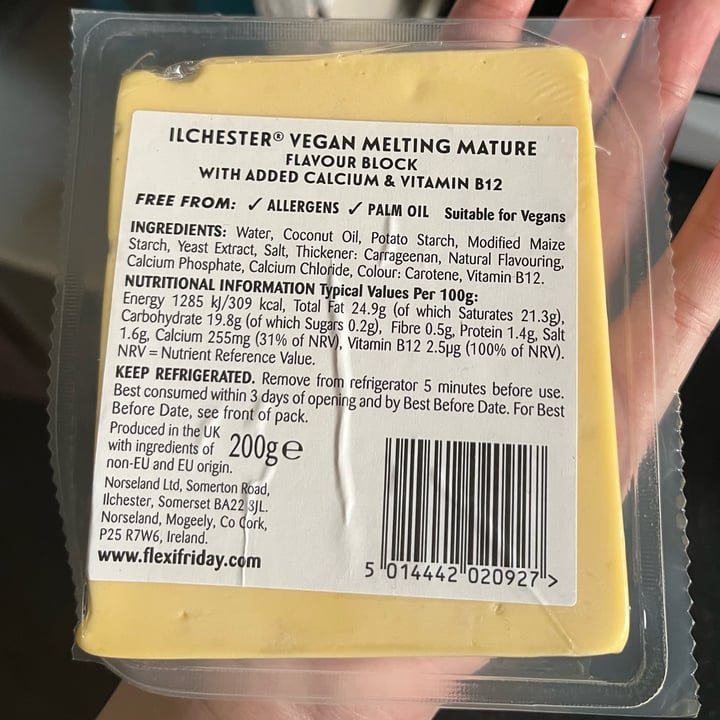 ILCHESTER® VEGAN MELTING MATURE
FLAVOUR BLOCK
WITH ADDED CALCIUM & VITAMIN B12
FREE FROM: ✓ ALLERGENS ✓ PALM OIL Suitable for Vegans
INGREDIENTS: Water, Coconut Oil, Potato Starch, Modified Maize
Starch, Yeast Extract, Salt, Thickener: Carrageenan, Natural Flavouring,
Calcium Phosphate, Calcium Chloride, Colour: Carotene, Vitamin B12.
NUTRITIONAL INFORMATION Typical Values Per 100g:
Energy 1285 kJ/309 kcal, Total Fat 24.9g (of which Saturates 21.3g),
Carbohydrate 19.8g (of which Sugars 0.2g), Fibre 0.5g, Protein 1.4g, Salt
1.6g, Calcium 255mg (31% of NRV), Vitamin B12 2.5µg (100% of NRV).
NRV = Nutrient Reference Value.
KEEP REFRIGERATED. Remove from refrigerator 5 minutes before use.
Best consumed within 3 days of opening and by Best Before Date. For Best
Before Date, see front of pack.
Produced in the UK
with ingredients of
non-EU and EU origin.
200g e
Norseland Ltd, Somerton Road,
Ilchester, Somerset BA22 8JL.
Norseland, Mogeely, Co Cork,
P25 R7W6, Ireland.
www.flexifriday.com
5 014442 020927 >